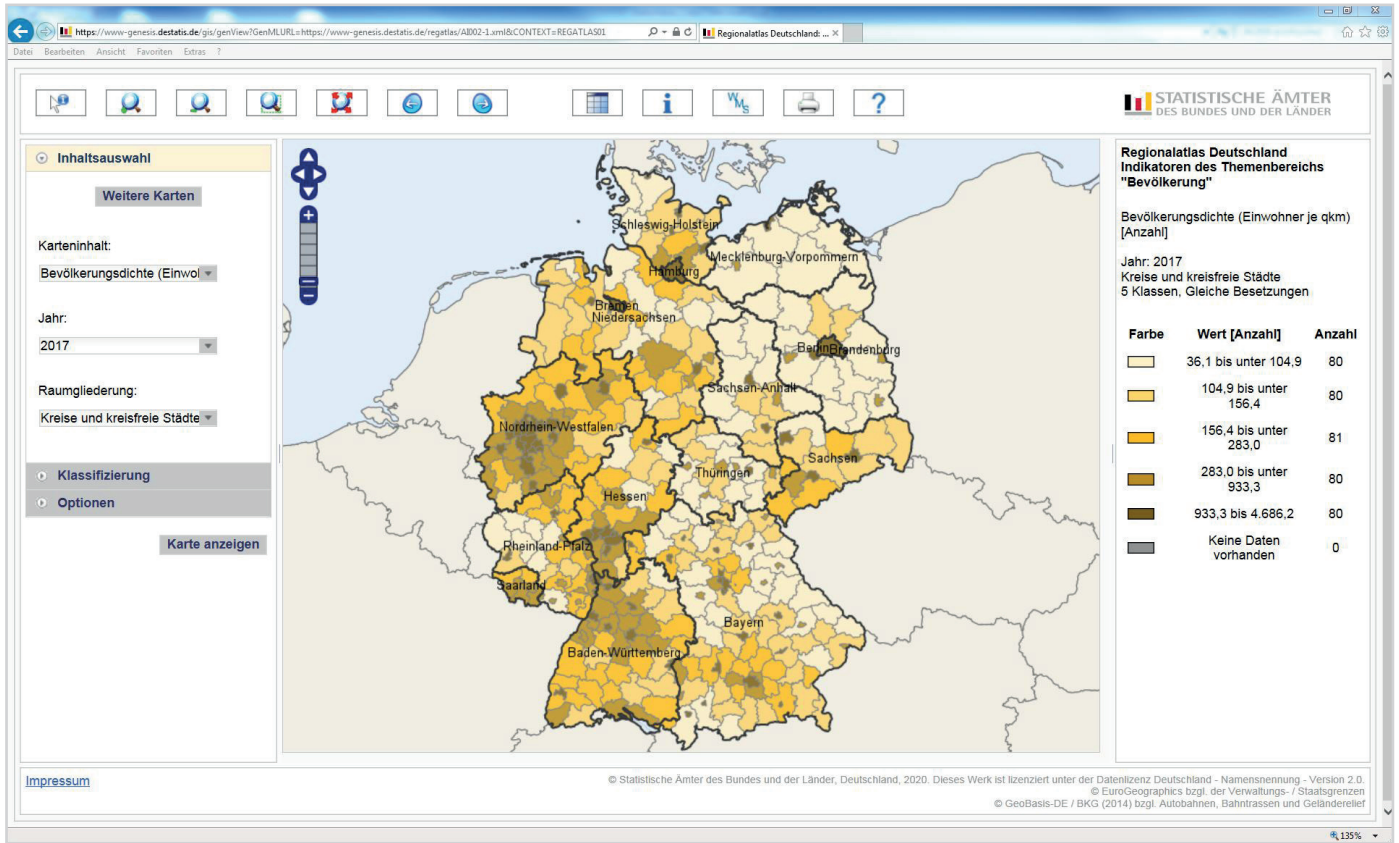 https://www-genesis.destatis.de/gis/genView?GenMLURL=https://www-genesis.destatis.de/regatlas/AI002-1.xml&CONTEXT=REGATLAS01
Regionalatlas Deutschland: ...
Datei Bearbeiten Ansicht Favoriten Extras ?
WMS
i
?
STATISTISCHE ÄMTER
DES BUNDES UND DER LÄNDER
Inhaltsauswahl
Weitere Karten
Karteninhalt:
Bevölkerungsdichte (Einwol
Jahr:
2017
Raumgliederung:
Kreise und kreisfreie Städte
Klassifizierung
Optionen
Karte anzeigen
Schleswig-Holstein
Mecklenburg-Vorpommern
Hamburg
Bremen
Niedersachsen
Berlin
Brandenburg
Sachsen-Anhalt
Nordrhein-Westfalen
Sachsen
Thüringen
Hessen
Rheinland-Pfalz
Saarland
Bayern
Baden-Württemberg
Regionalatlas Deutschland
Indikatoren des Themenbereichs
"Bevölkerung"
Bevölkerungsdichte (Einwohner je qkm)
[Anzahl]
Jahr: 2017
Kreise und kreisfreie Städte
5 Klassen, Gleiche Besetzungen
Farbe Wert [Anzahl] Anzahl
36,1 bis unter 104,9 80
104,9 bis unter
156,4 80
156,4 bis unter
283,0 81
283,0 bis unter
933,3 80
933,3 bis 4.686,2 80
Keine Daten
vorhanden 0
Impressum
© Statistische Ämter des Bundes und der Länder, Deutschland, 2020. Dieses Werk ist lizenziert unter der Datenlizenz Deutschland - Namensnennung - Version 2.0.
© EuroGeographics bzgl. der Verwaltungs- / Staatsgrenzen
© GeoBasis-DE / BKG (2014) bzgl. Autobahnen, Bahntrassen und Geländerelief
135%